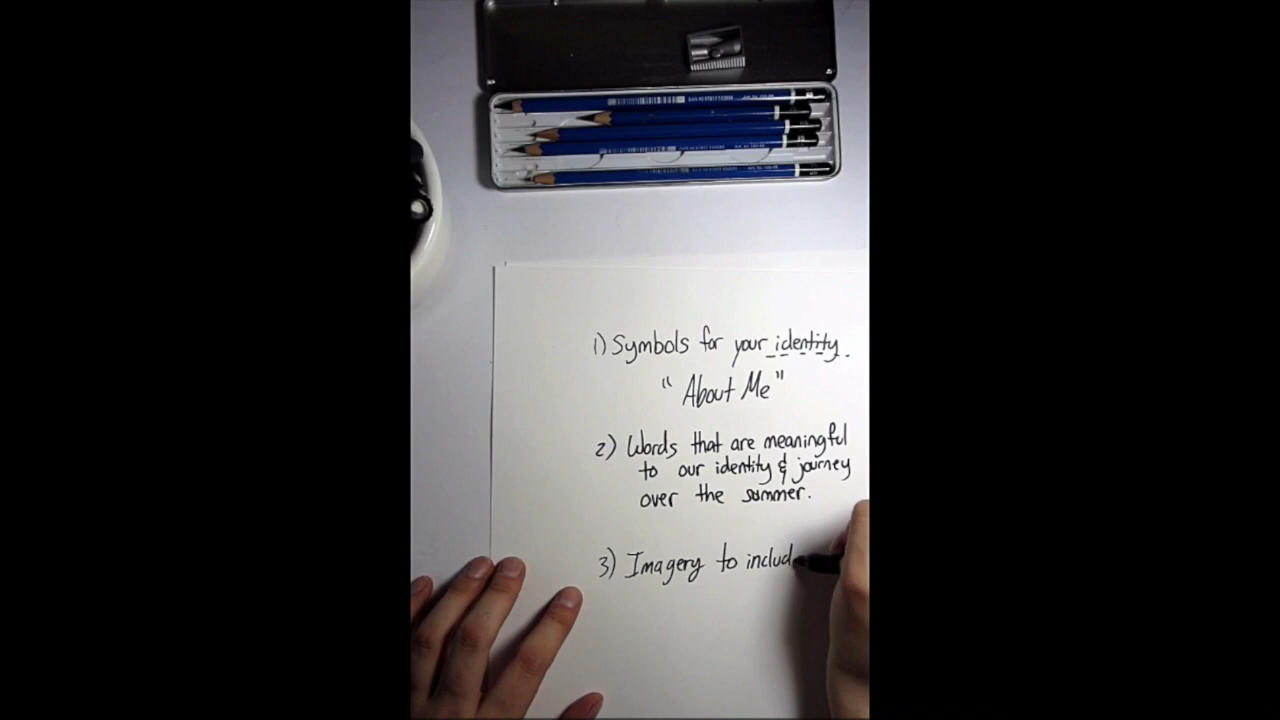 1) Symbols for your identity.
"About Me"
2) Words that are meaningful
to our identity & journey
over the summer.
3) Imagery to includ